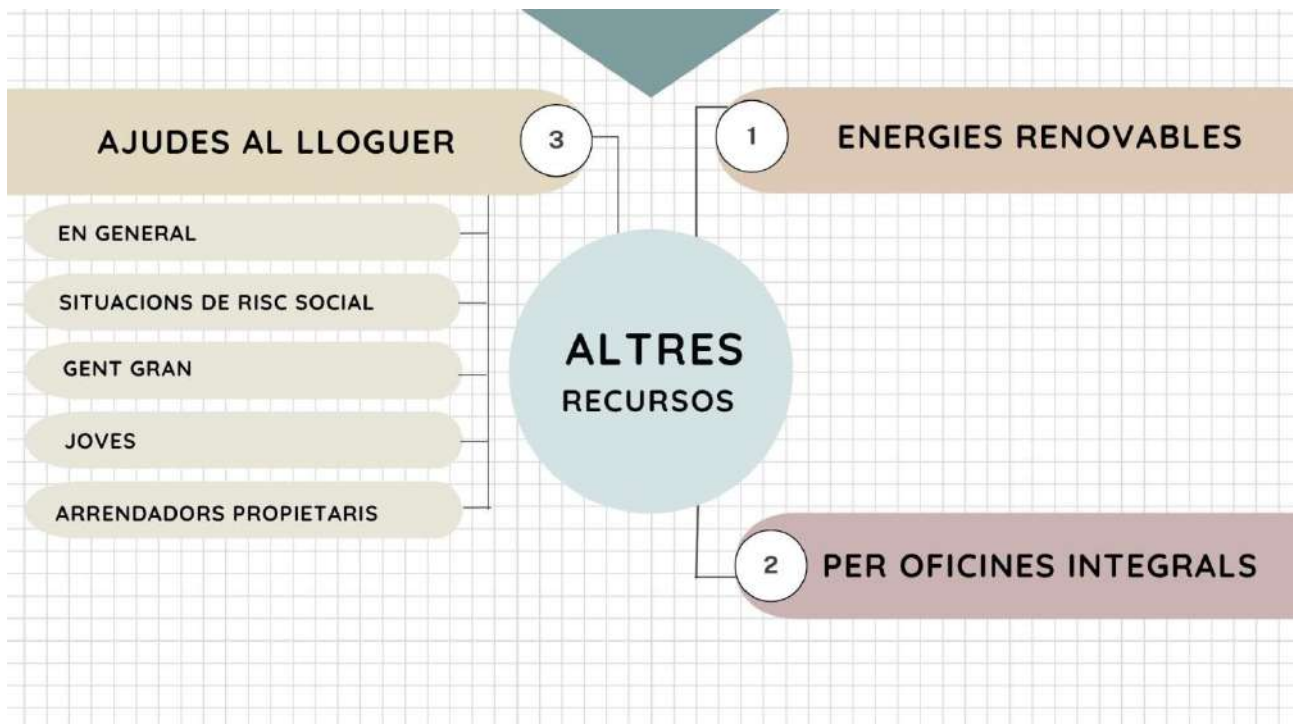 ALTRES
RECURSOS
1
ENERGIES RENOVABLES
2
PER OFICINES INTEGRALS
3
AJUDES AL LLOGUER
EN GENERAL
SITUACIONS DE RISC SOCIAL
GENT GRAN
JOVES
ARRENDADORS PROPIETARIS